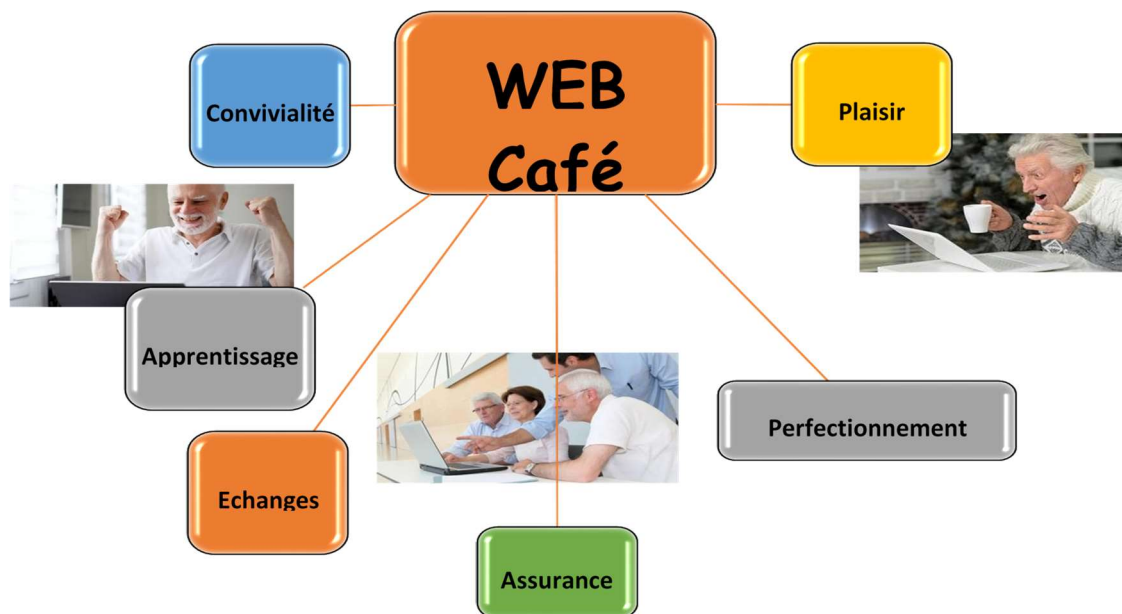 WEB
Café
Convivialité
Plaisir
Apprentissage
Perfectionnement
Echanges
Assurance